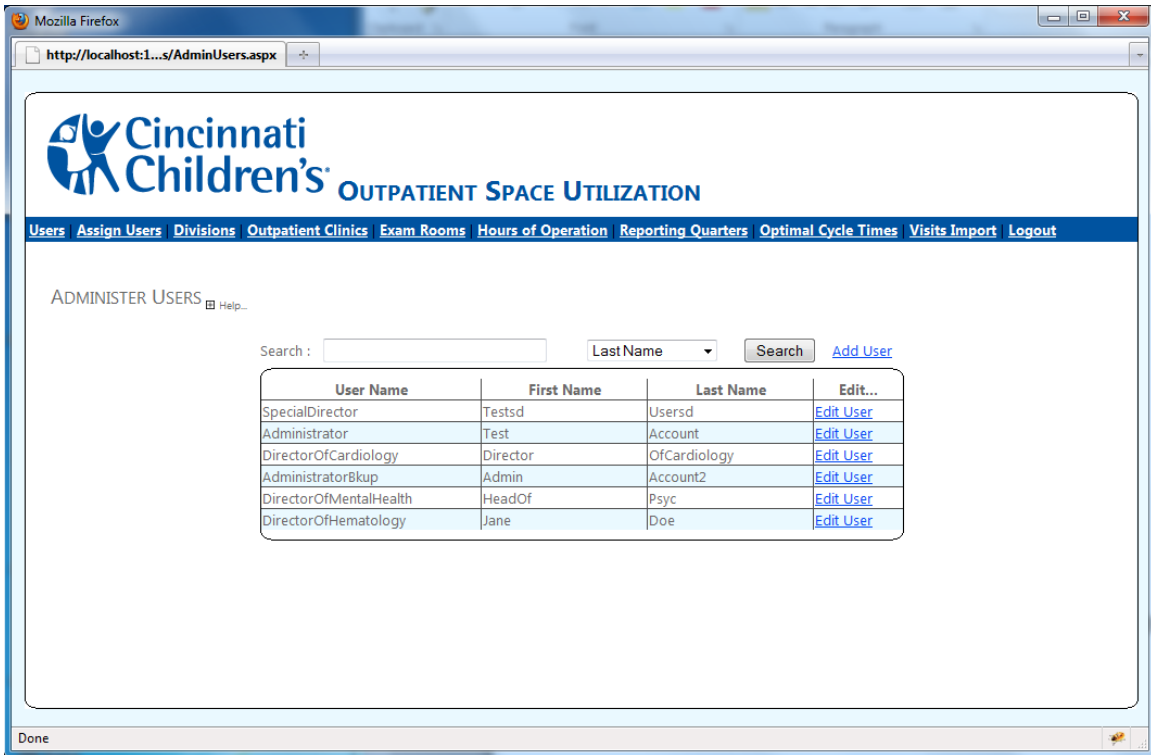 Mozilla Firefox
http://localhost:1...s/AdminUsers.aspx
Cincinnati
Children's OUTPATIENT SPACE UTILIZATION
Users | Assign Users | Divisions | Outpatient Clinics | Exam Rooms | Hours of Operation | Reporting Quarters | Optimal Cycle Times | Visits Import | Logout
ADMINISTER USERS Help...
Search : Last Name Search Add User
User Name First Name Last Name Edit...
SpecialDirector Testsd Usersd Edit User
Administrator Test Account Edit User
DirectorOfCardiology Director OfCardiology Edit User
AdministratorBkup Admin Account2 Edit User
DirectorOfMentalHealth HeadOf Psyc Edit User
DirectorOfHematology Jane Doe Edit User
Done